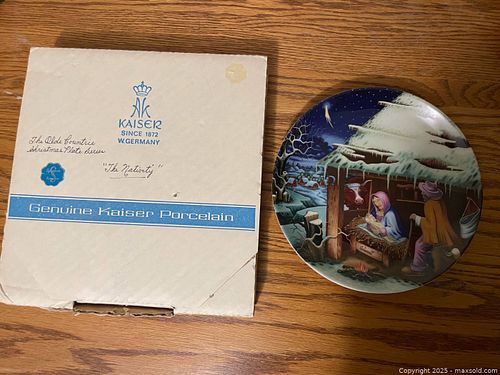 AK
KAISER
SINCE 1872
W.GERMANY
The Olde Countrie
Christmas Plate Series
"The Nativity"
Genuine Kaiser Porcelain
Copyright 2025 - maxsold.com